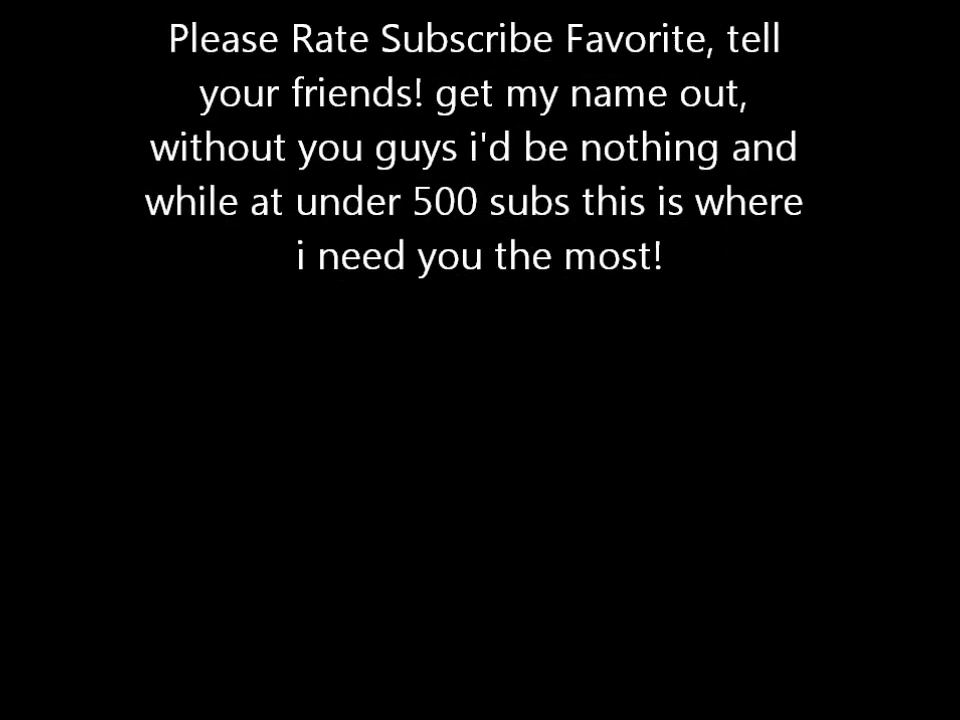 Please Rate Subscribe Favorite, tell
your friends! get my name out,
without you guys i'd be nothing and
while at under 500 subs this is where
i need you the most!